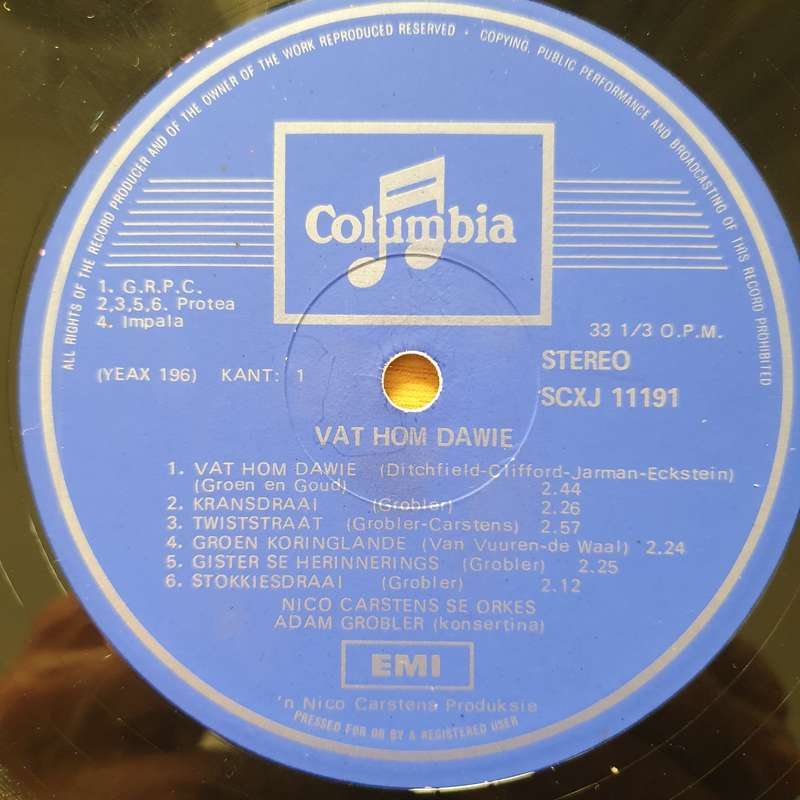 ALL RIGHTS OF THE RECORD PRODUCER AND OF THE OWNER OF THE WORK REPRODUCED RESERVED · COPYING, PUBLIC PERFORMANCE AND BROADCASTING OF THIS RECORD PROHIBITED
Columbia
1. G.R.P.C.
2,3,5,6. Protea
4. Impala
33 1/3 O.P.M.
(YEAX 196) KANT: 1
STEREO
SCXJ 11191
VAT HOM DAWIE
1. VAT HOM DAWIE (Ditchfield-Clifford-Jarman-Eckstein)
(Groen en Goud) 2.44
2. KRANSDRAAI (Grobler) 2.26
3. TWISTSTRAAT (Grobler-Carstens) 2.57
4. GROEN KORINGLANDE (Van Vuuren-de Waal) 2.24
5. GISTER SE HERINNERINGS (Grobler) 2.25
6. STOKKIESDRAAI (Grobler) 2.12
NICO CARSTENS SE ORKES
ADAM GROBLER (konsertina)
EMI
'n Nico Carstens Produksie
PRESSED FOR OR BY A REGISTERED USER